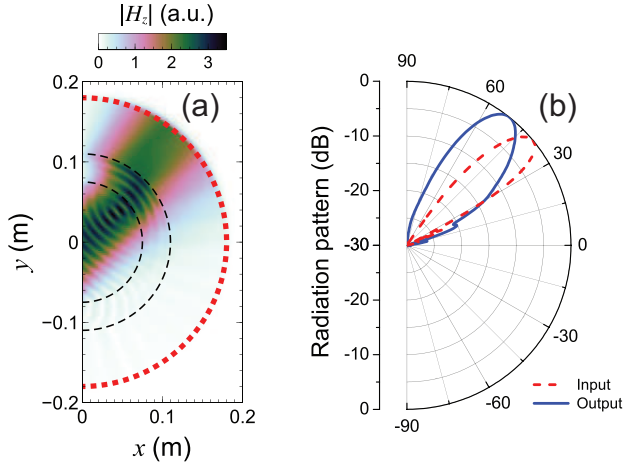 |H_z| (a.u.)
0 1 2 3
(a)
0.2
0.1
0
−0.1
−0.2
y (m)
0 0.1 0.2
x (m)
(b)
Radiation pattern (dB)
0
-10
-20
-30
-20
-10
0
90
60
30
0
-30
-60
-90
Input
Output